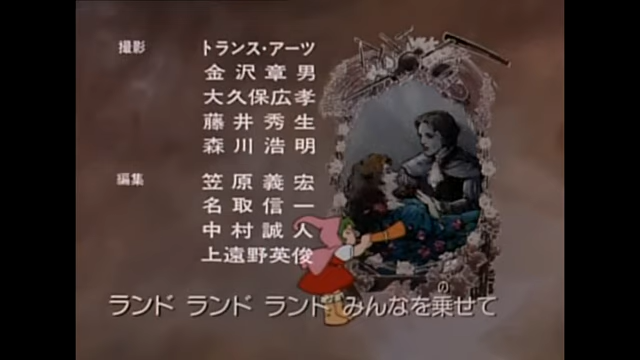 撮影
トランス・アーツ
金沢章男
大久保広孝
藤井秀生
森川浩明
編集
笠原義宏
名取信一
中村誠人
上遠野英俊
の
ランド ランド ランド みんなを乗せて